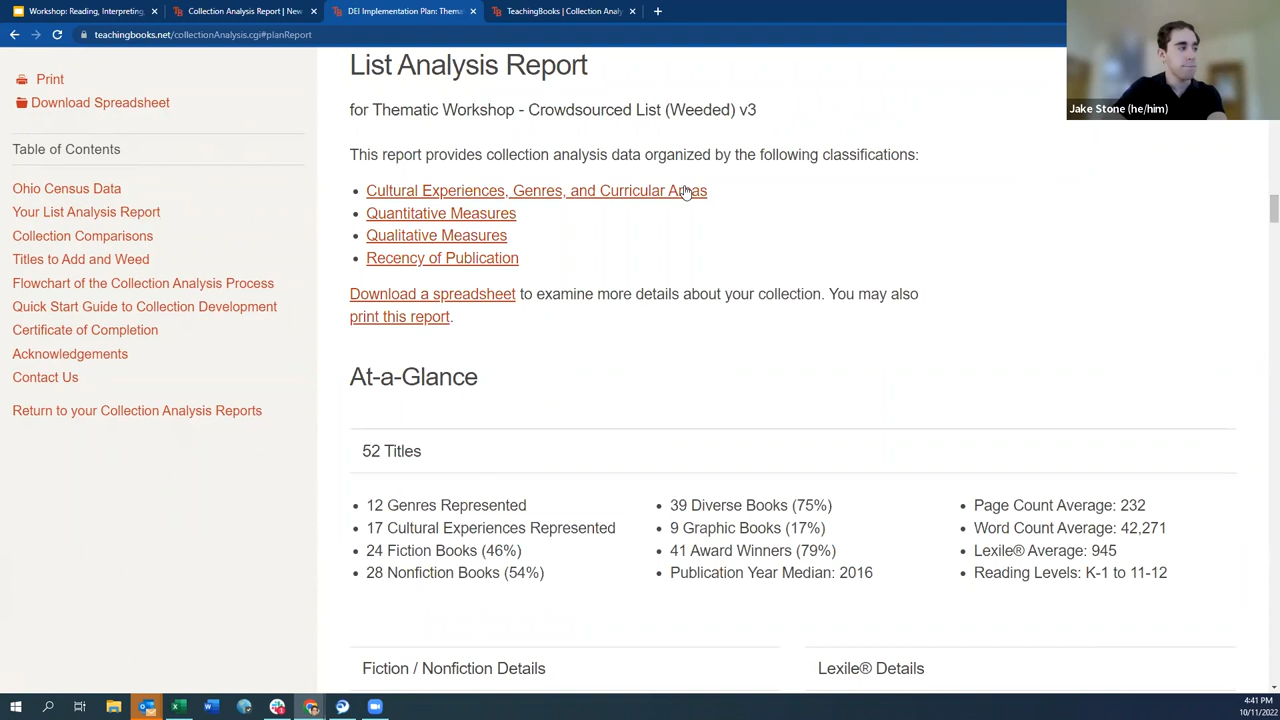 Workshop: Reading, Interpreting,
Collection Analysis Report | New
DEI Implementation Plan: Thema
TeachingBooks | Collection Analy
teachingbooks.net/collectionAnalysis.cgi#planReport
Jake Stone (he/him)
Print
Download Spreadsheet
Table of Contents
Ohio Census Data
Your List Analysis Report
Collection Comparisons
Titles to Add and Weed
Flowchart of the Collection Analysis Process
Quick Start Guide to Collection Development
Certificate of Completion
Acknowledgements
Contact Us
Return to your Collection Analysis Reports
List Analysis Report
for Thematic Workshop - Crowdsourced List (Weeded) v3
This report provides collection analysis data organized by the following classifications:
Cultural Experiences, Genres, and Curricular Areas
Quantitative Measures
Qualitative Measures
Recency of Publication
Download a spreadsheet to examine more details about your collection. You may also
print this report.
At-a-Glance
52 Titles
12 Genres Represented
17 Cultural Experiences Represented
24 Fiction Books (46%)
28 Nonfiction Books (54%)
39 Diverse Books (75%)
9 Graphic Books (17%)
41 Award Winners (79%)
Publication Year Median: 2016
Page Count Average: 232
Word Count Average: 42,271
Lexile® Average: 945
Reading Levels: K-1 to 11-12
Fiction / Nonfiction Details
Lexile® Details
4:41 PM
10/11/2022